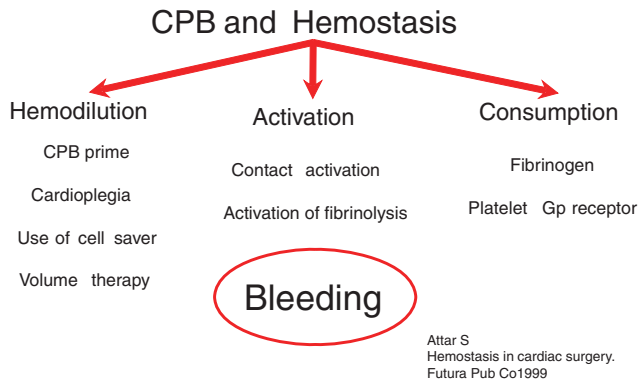 CPB and Hemostasis
Hemodilution
CPB prime
Cardioplegia
Use of cell saver
Volume therapy
Activation
Contact activation
Activation of fibrinolysis
Consumption
Fibrinogen
Platelet Gp receptor
Bleeding
Attar S
Hemostasis in cardiac surgery.
Futura Pub Co1999